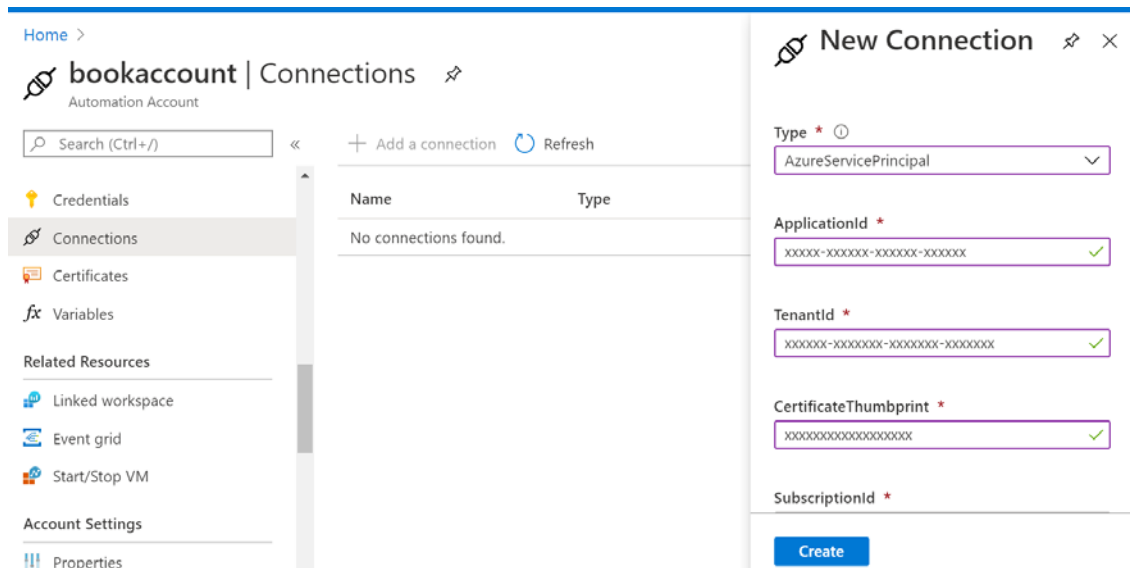 Home >
bookaccount | Connections
Automation Account
Search (Ctrl+/)
«
Credentials
Connections
Certificates
fx Variables
Related Resources
Linked workspace
Event grid
Start/Stop VM
Account Settings
Properties
+ Add a connection Refresh
Name Type
No connections found.
New Connection
Type *
AzureServicePrincipal
ApplicationId *
xxxxx-xxxxxx-xxxxxx-xxxxxx
TenantId *
xxxxxx-xxxxxxx-xxxxxxx-xxxxxxx
CertificateThumbprint *
xxxxxxxxxxxxxxxxxx
SubscriptionId *
Create